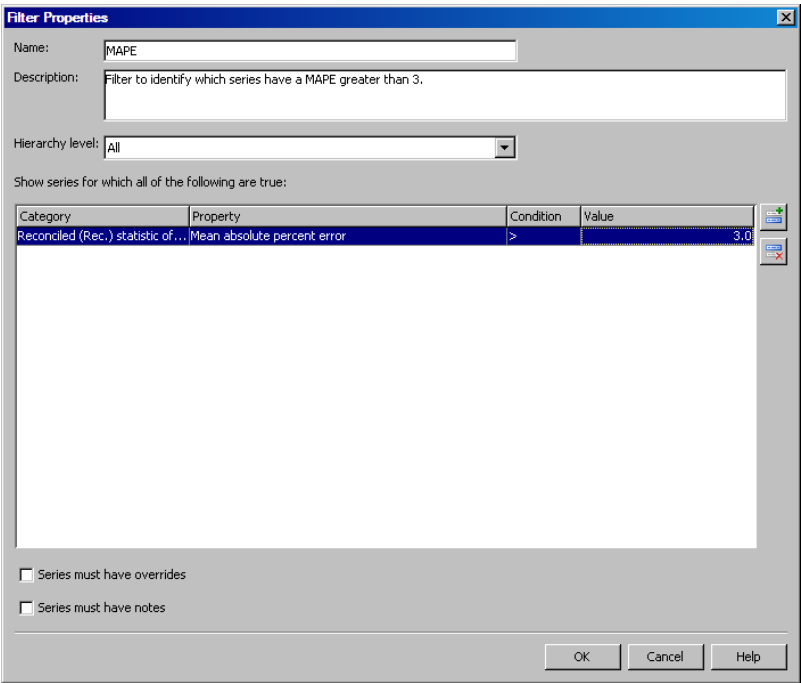 Filter Properties
Name: MAPE
Description: Filter to identify which series have a MAPE greater than 3.
Hierarchy level: All
Show series for which all of the following are true:
Category Property Condition Value
Reconciled (Rec.) statistic of... Mean absolute percent error > 3.0
Series must have overrides
Series must have notes
OK Cancel Help